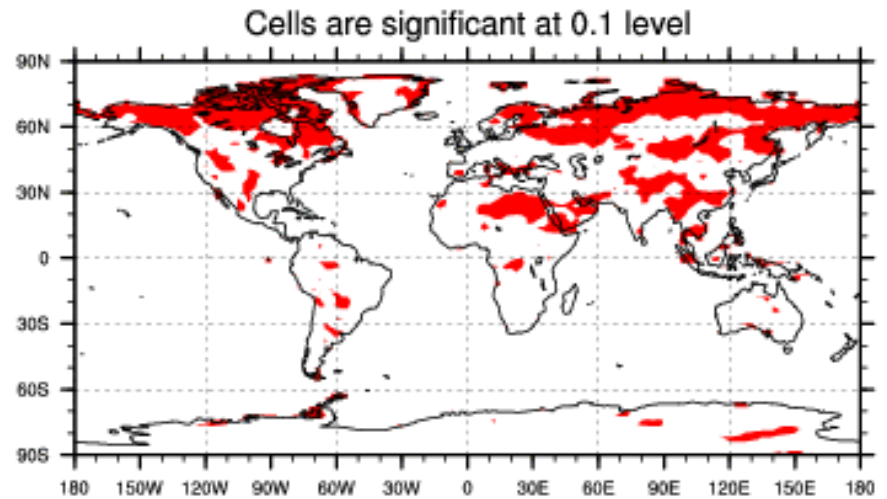 Cells are significant at 0.1 level
90N
60N
30N
0
30S
60S
90S
180 150W 120W 90W 60W 30W 0 30E 60E 90E 120E 150E 180